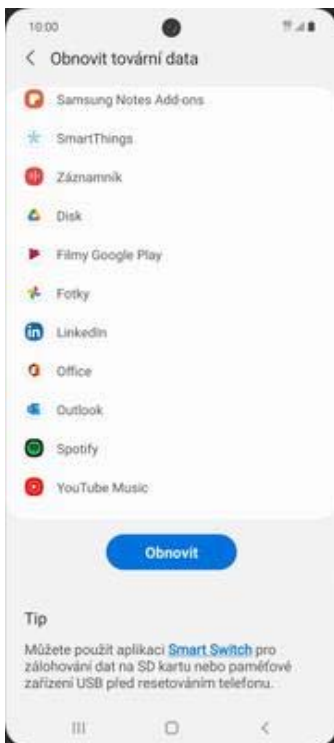 10:00
Obnovit tovární data
Samsung Notes Add-ons
SmartThings
Záznamník
Disk
Filmy Google Play
Fotky
LinkedIn
Office
Outlook
Spotify
YouTube Music
Obnovit
Tip
Můžete použít aplikaci Smart Switch pro
zálohování dat na SD kartu nebo paměťové
zařízení USB před resetováním telefonu.